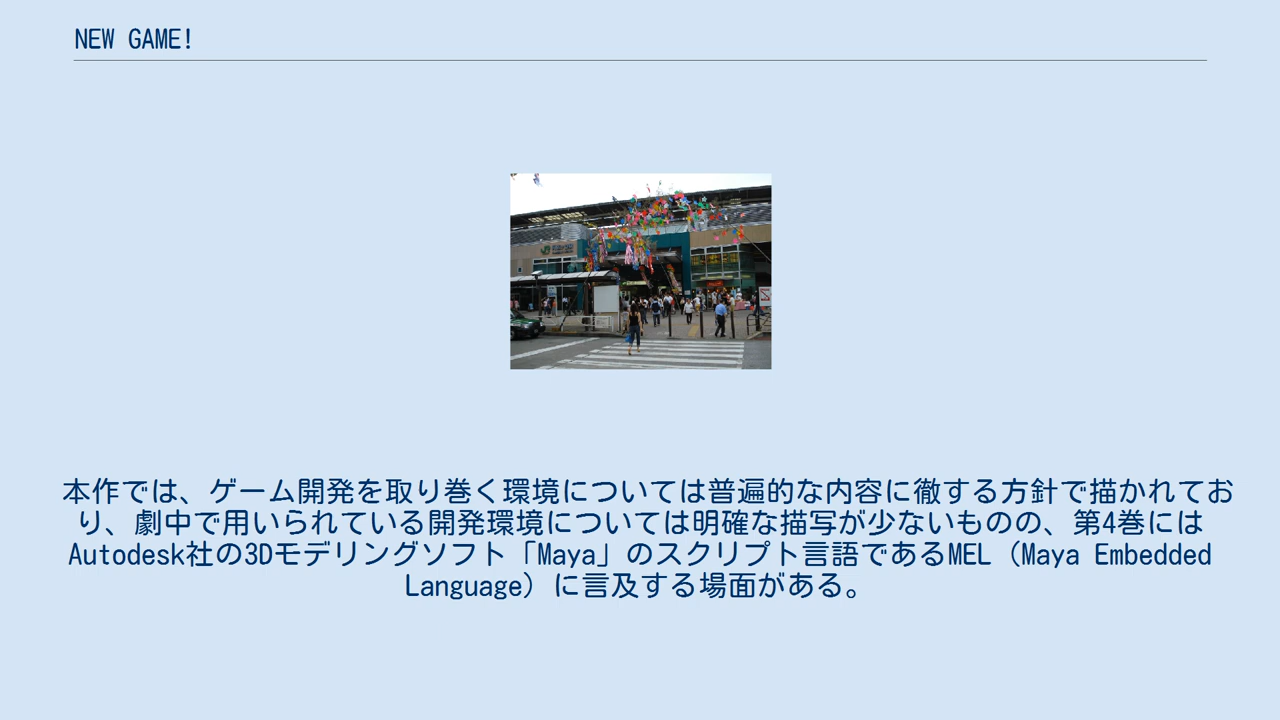 NEW GAME!
本作では、ゲーム開発を取り巻く環境については普遍的な内容に徹する方針で描かれてお
り、劇中で用いられている開発環境については明確な描写が少ないものの、第4巻には
Autodesk社の3Dモデリングソフト「Maya」のスクリプト言語であるMEL（Maya Embedded
Language）に言及する場面がある。